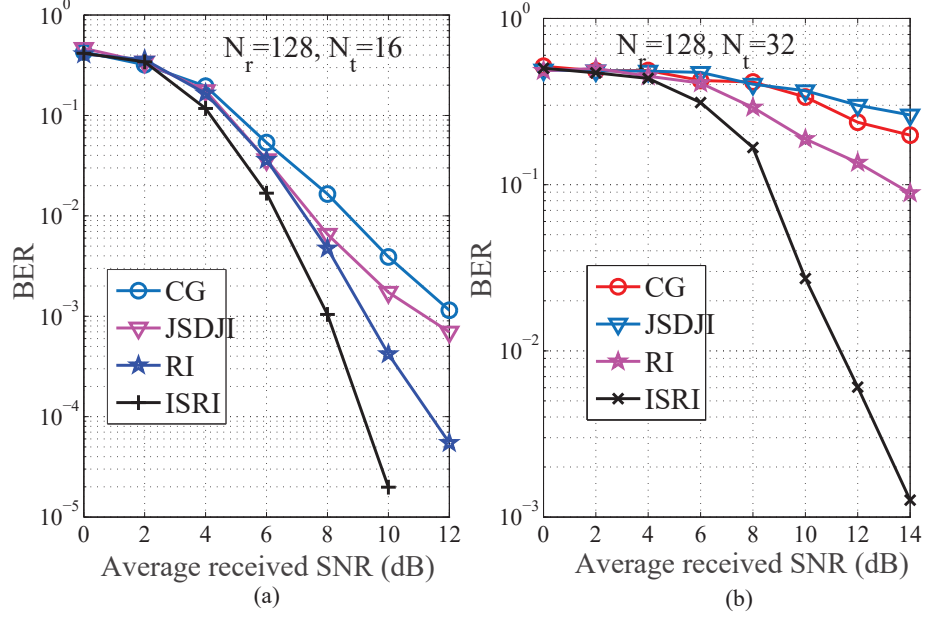 N_r=128, N_t=16
10^0
10^-1
10^-2
10^-3
10^-4
10^-5
BER
CG
JSDJI
RI
ISRI
0 2 4 6 8 10 12
Average received SNR (dB)
(a)
N_r=128, N_t=32
10^0
10^-1
10^-2
10^-3
BER
CG
JSDJI
RI
ISRI
0 2 4 6 8 10 12 14
Average received SNR (dB)
(b)